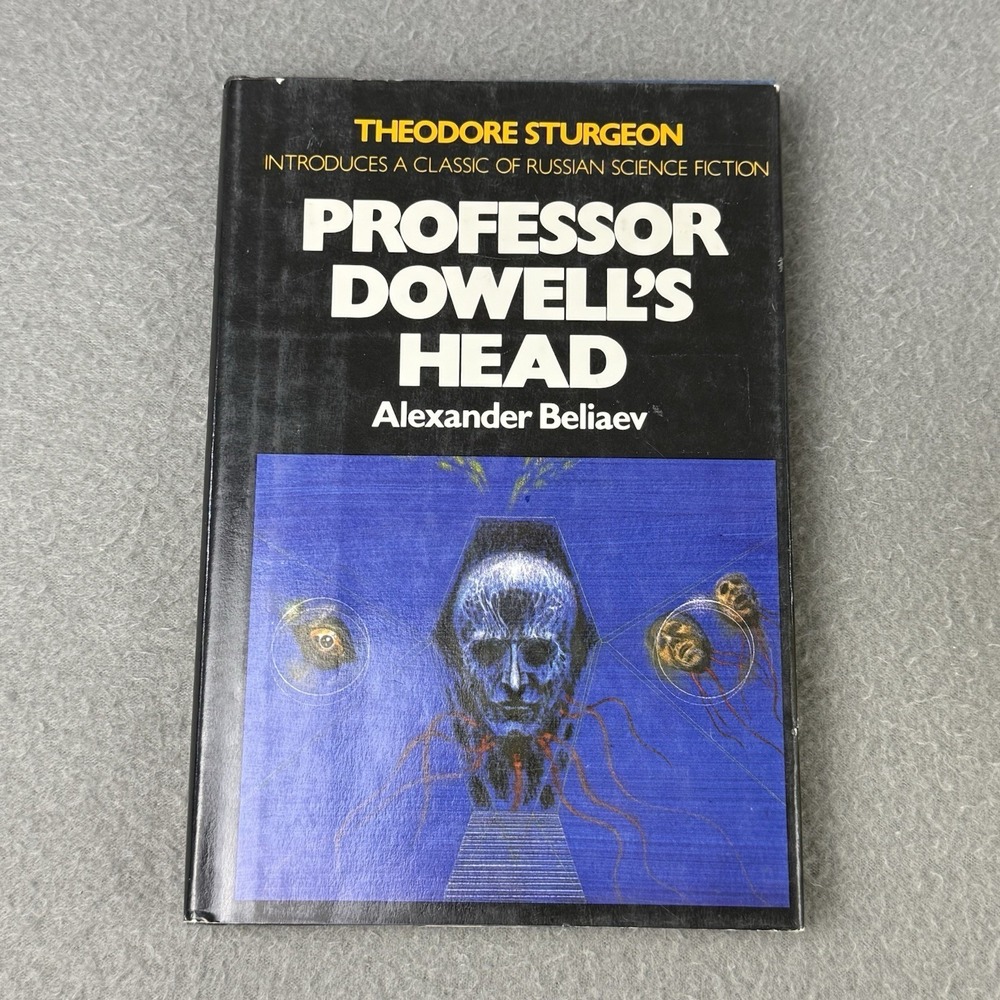 THEODORE STURGEON
INTRODUCES A CLASSIC OF RUSSIAN SCIENCE FICTION
PROFESSOR
DOWELL'S
HEAD
Alexander Beliaev